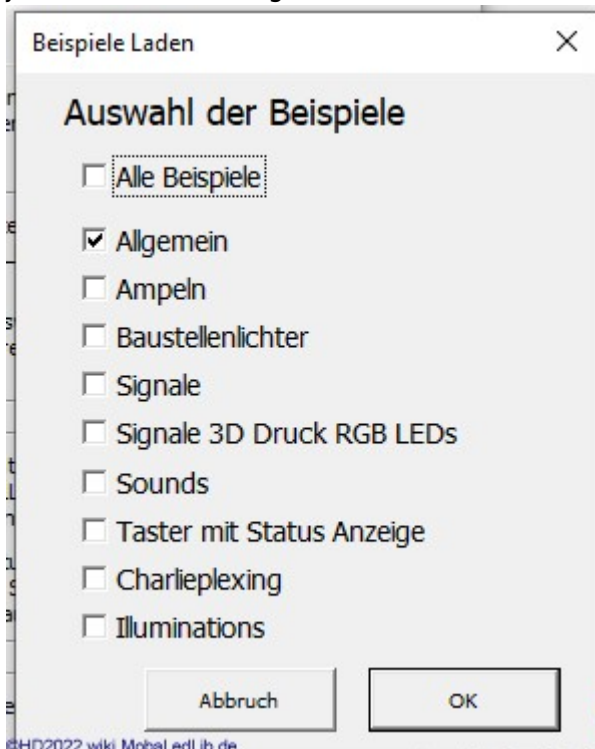 Beispiele Laden
Auswahl der Beispiele
Alle Beispiele
Allgemein
Ampeln
Baustellenlichter
Signale
Signale 3D Druck RGB LEDs
Sounds
Taster mit Status Anzeige
Charlieplexing
Illuminations
Abbruch OK